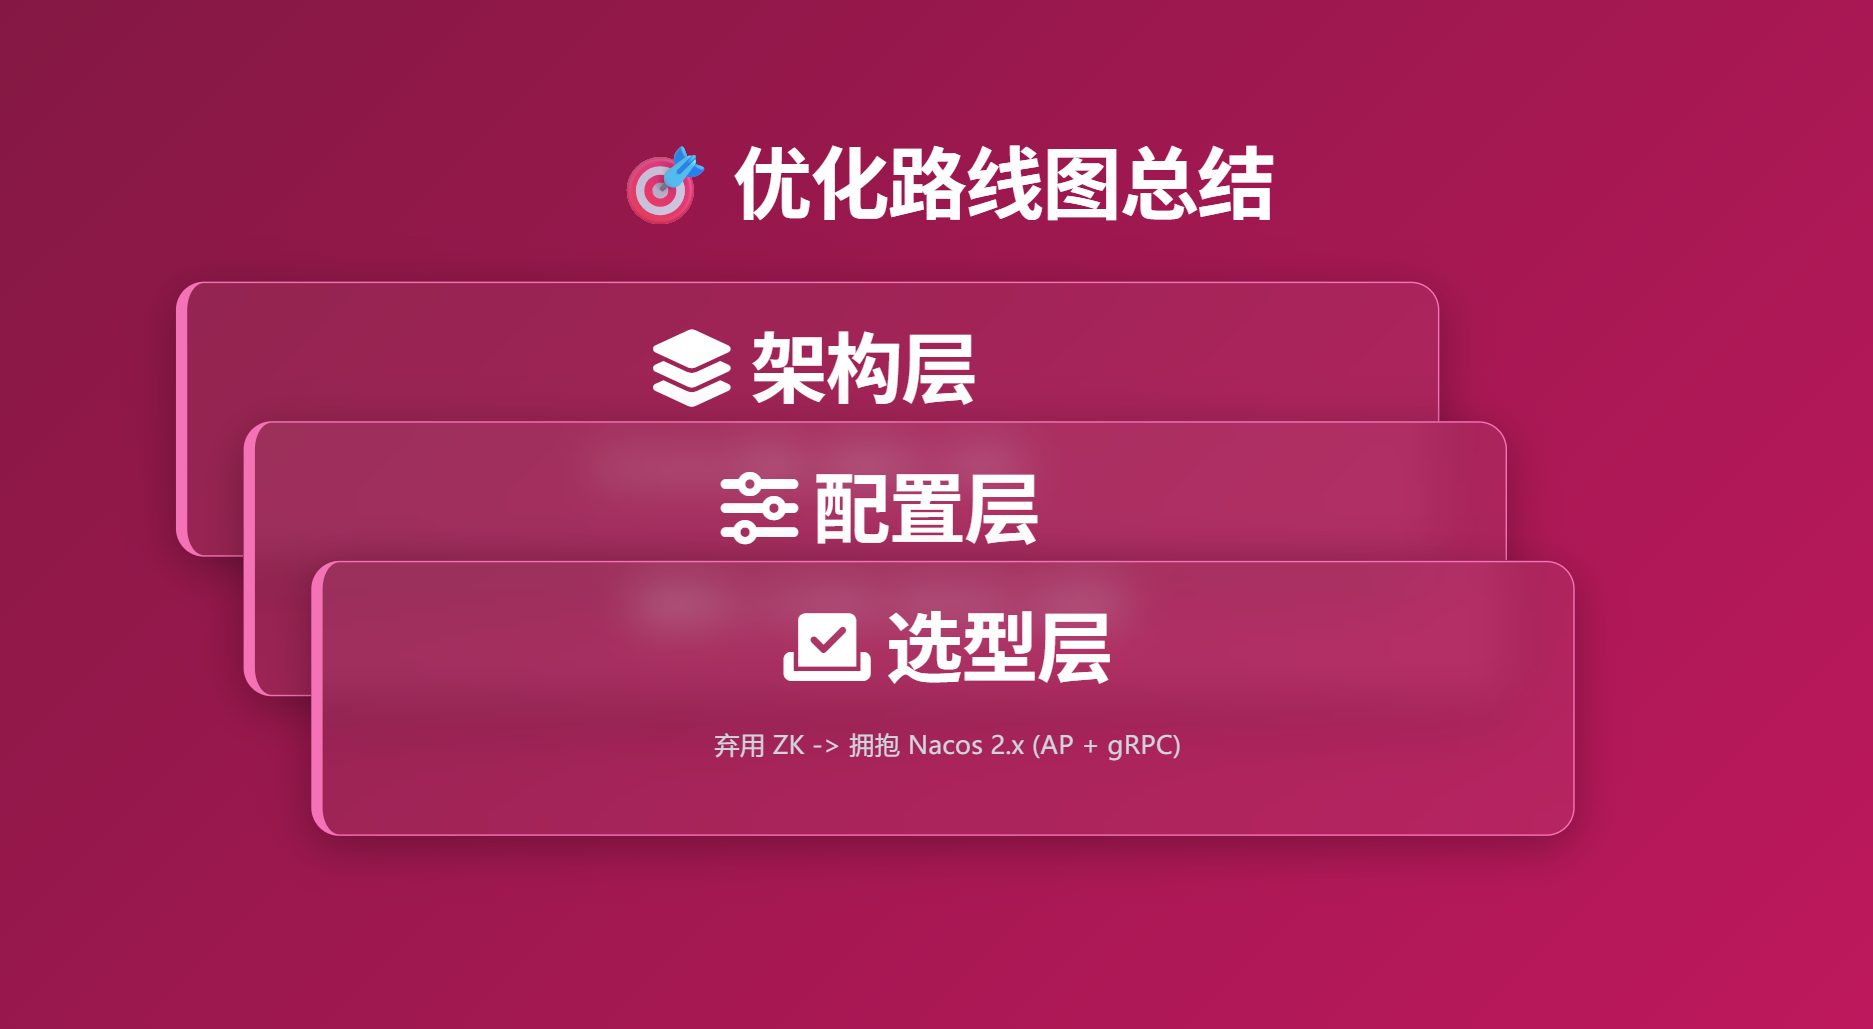 优化路线图总结
架构层
配置层
选型层
弃用 ZK -> 拥抱 Nacos 2.x (AP + gRPC)